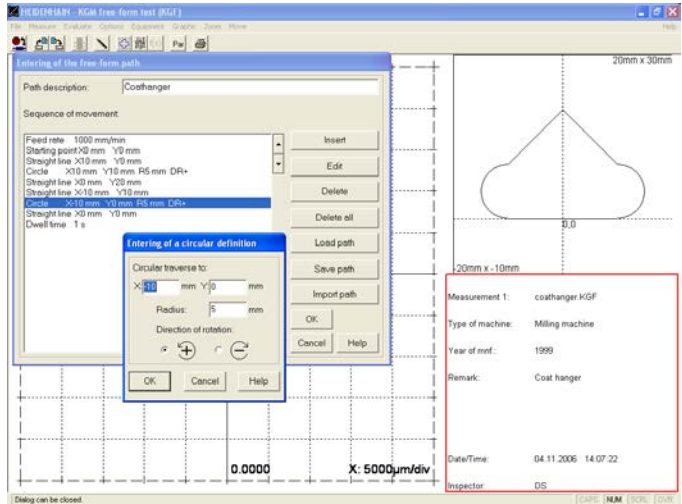 HEIDENHAIN - KGM free-form test (KGF)
File Measure Evaluate Options Equipment Graphic Zoom Move Help
Par
Entering of the free-form path
Path description: Coathanger
Sequence of movement:
Feed rate 1000 mm/min
Starting point X0 mm Y0 mm
Straight line X10 mm Y0 mm
Circle X10 mm Y10 mm R5 mm DR+
Straight line X0 mm Y20 mm
Straight line X-10 mm Y10 mm
Circle X-10 mm Y0 mm R5 mm DR+
Straight line X0 mm Y0 mm
Dwell time 1 s
Insert
Edit
Delete
Delete all
Load path
Save path
Import path
OK
Cancel Help
Entering of a circular definition
Circular traverse to:
X: -10 mm Y: 0 mm
Radius: 5 mm
Direction of rotation:
OK Cancel Help
0.0000 X: 5000µm/div
20mm x 30mm
0,0
-20mm x -10mm
Measurement 1: coathanger.KGF
Type of machine: Milling machine
Year of mnf.: 1999
Remark: Coat hanger
Date/Time: 04.11.2006 14:07:22
Inspector: DS
Dialog can be closed. CAPS NUM SCRL OVR